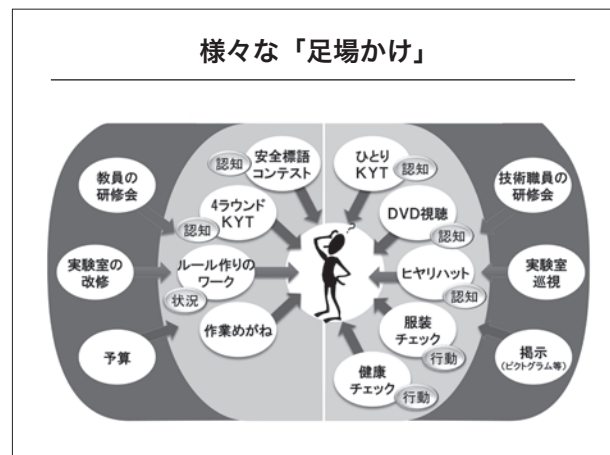 様々な「足場かけ」
教員の
研修会
実験室の
改修
予算
認知
安全標語
コンテスト
4ラウンド
KYT
認知
ルール作りの
ワーク
状況
作業めがね
ひとり
KYT
認知
DVD視聴
認知
ヒヤリハット
認知
服装
チェック
行動
健康
チェック
行動
技術職員の
研修会
実験室
巡視
掲示
(ピクトグラム等)
?